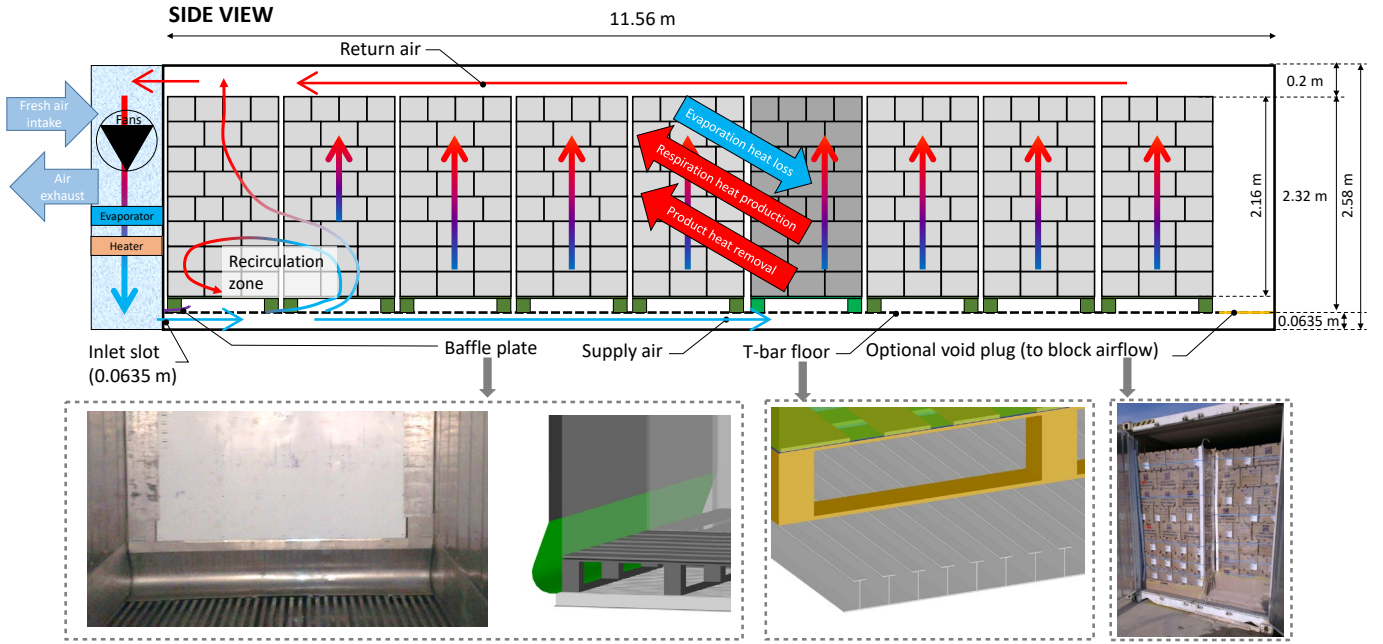 SIDE VIEW
11.56 m
Return air
0.2 m
Fresh air
intake
Fans
Evaporation heat loss
Respiration heat production
Product heat removal
Air
exhaust
Evaporator
Heater
2.16 m
2.32 m
2.58 m
Recirculation
zone
0.0635 m
Inlet slot
(0.0635 m)
Baffle plate
Supply air
T-bar floor
Optional void plug (to block airflow)